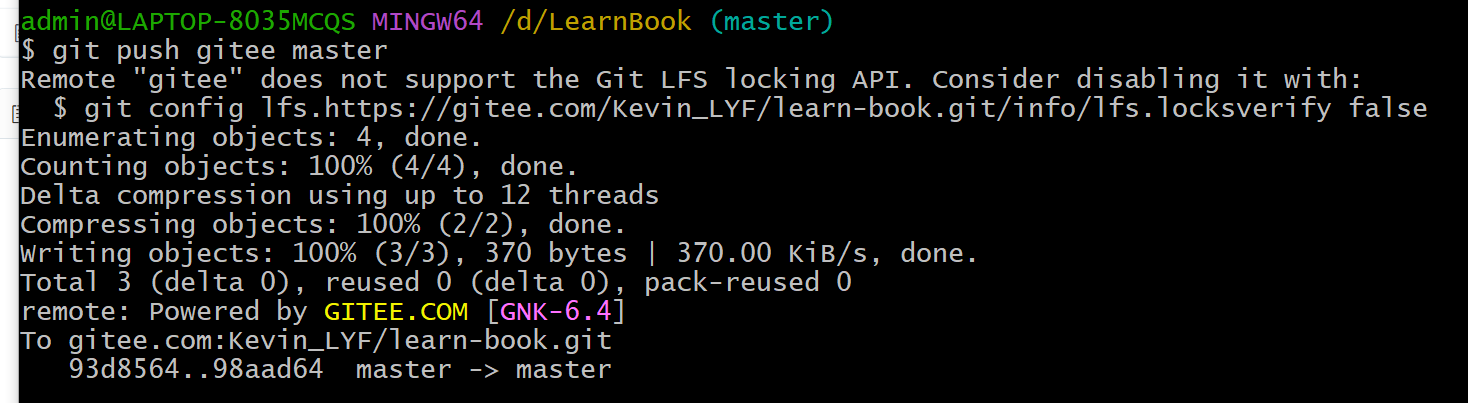 admin@LAPTOP-8O35MCQS MINGW64 /d/LearnBook (master)
$ git push gitee master
Remote "gitee" does not support the Git LFS locking API. Consider disabling it with:
  $ git config lfs.https://gitee.com/Kevin_LYF/learn-book.git/info/lfs.locksverify false
Enumerating objects: 4, done.
Counting objects: 100% (4/4), done.
Delta compression using up to 12 threads
Compressing objects: 100% (2/2), done.
Writing objects: 100% (3/3), 370 bytes | 370.00 KiB/s, done.
Total 3 (delta 0), reused 0 (delta 0), pack-reused 0
remote: Powered by GITEE.COM [GNK-6.4]
To gitee.com:Kevin_LYF/learn-book.git
   93d8564..98aad64  master -> master